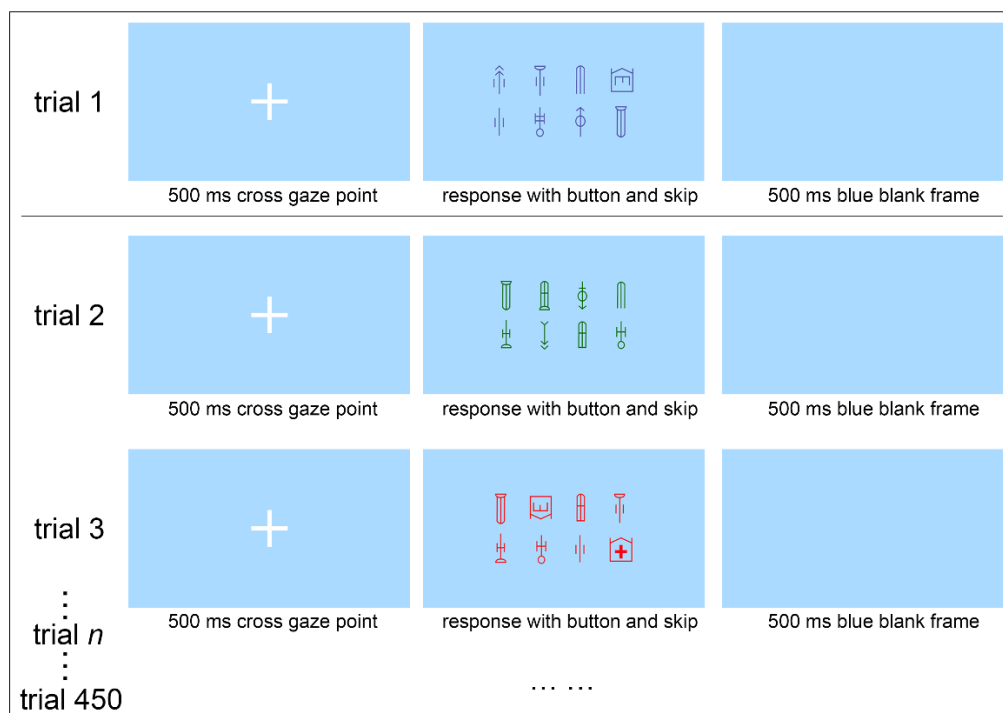 trial 1
500 ms cross gaze point
response with button and skip
500 ms blue blank frame
trial 2
500 ms cross gaze point
response with button and skip
500 ms blue blank frame
trial 3
500 ms cross gaze point
response with button and skip
500 ms blue blank frame
trial n
trial 450
... ...